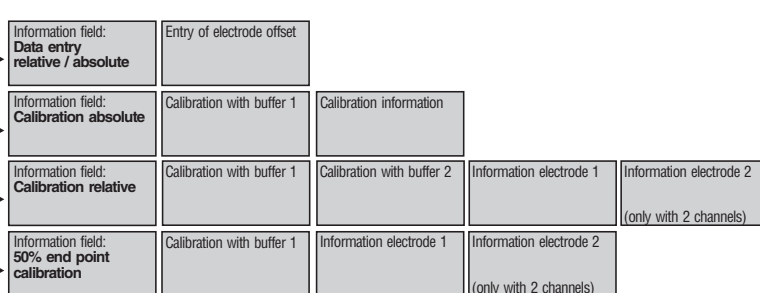 Information field:
Data entry
relative / absolute
Entry of electrode offset
Information field:
Calibration absolute
Calibration with buffer 1
Calibration information
Information field:
Calibration relative
Calibration with buffer 1
Calibration with buffer 2
Information electrode 1
Information electrode 2
(only with 2 channels)
Information field:
50% end point
calibration
Calibration with buffer 1
Information electrode 1
Information electrode 2
(only with 2 channels)